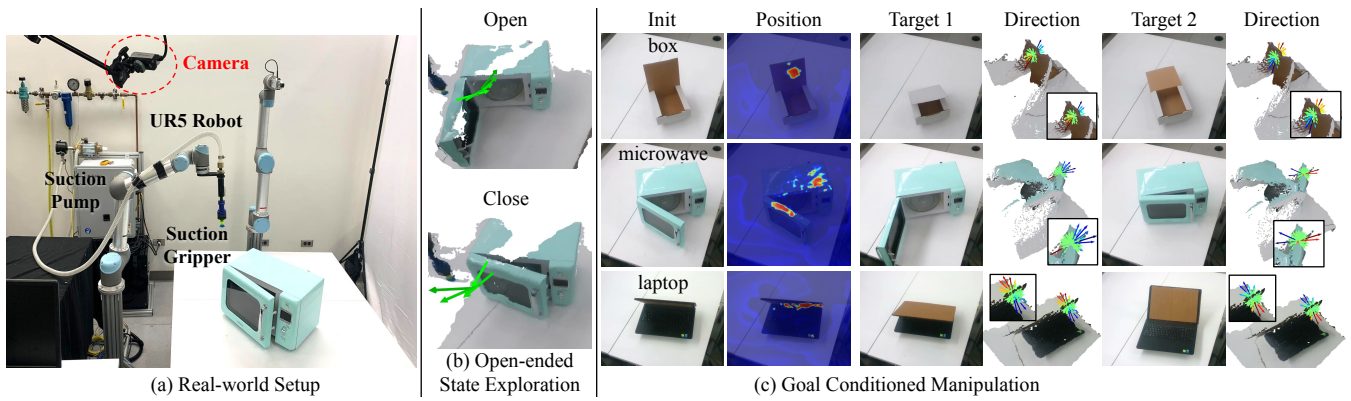 Camera
UR5 Robot
Suction
Pump
Suction
Gripper
(a) Real-world Setup
Open
Close
(b) Open-ended
State Exploration
Init Position Target 1 Direction Target 2 Direction
box
microwave
laptop
(c) Goal Conditioned Manipulation